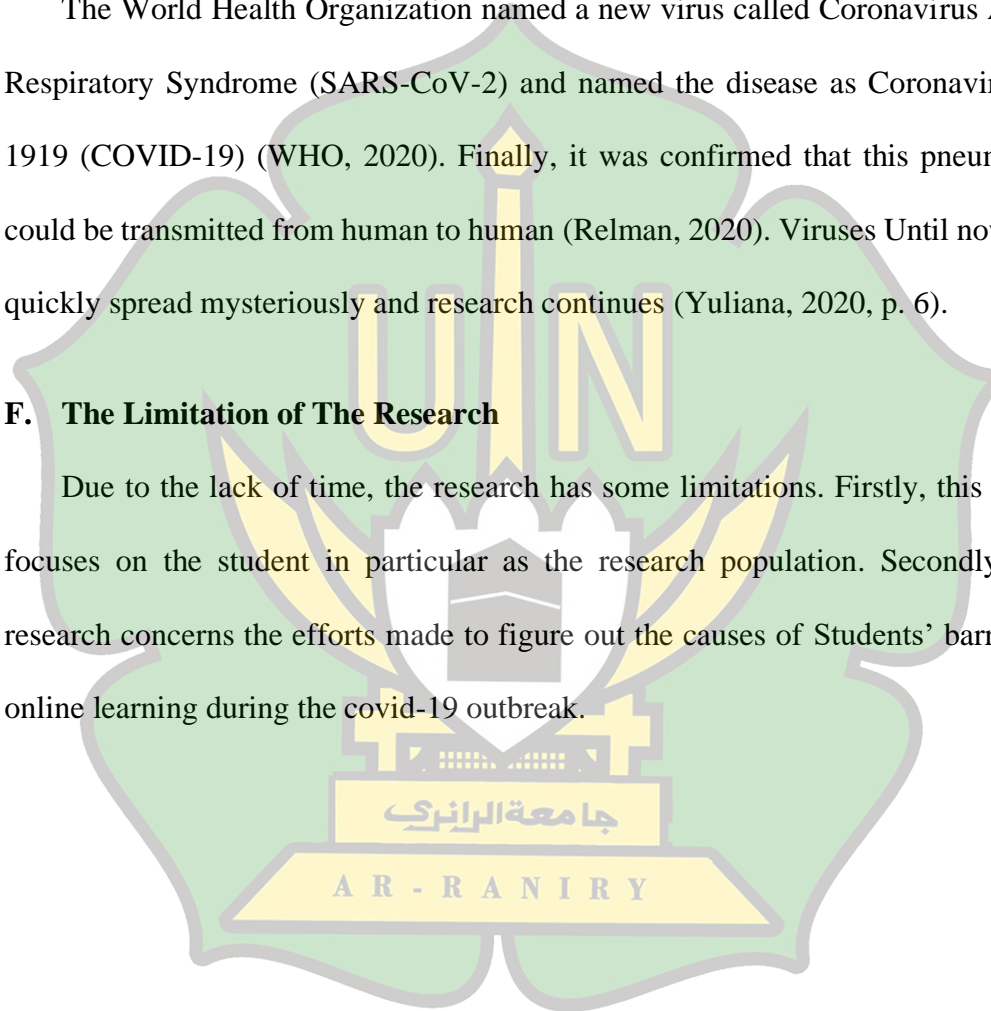 The World Health Organization named a new virus called Coronavirus
Respiratory Syndrome (SARS-CoV-2) and named the disease as
1919 (COVID-19) (WHO, 2020). Finally, it was confirmed that this
could be transmitted from human to human (Relman, 2020). Viruses Until
quickly spread mysteriously and research continues (Yuliana, 2020, p. 6).
F. The Limitation of The Research
Due to the lack of time, the research has some limitations. Firstly, this
focuses on the student in particular as the research population. Secondly,
research concerns the efforts made to figure out the causes of Students’
online learning during the covid-19 outbreak.
UIN
جامعةالرانري
AR-RANIRY